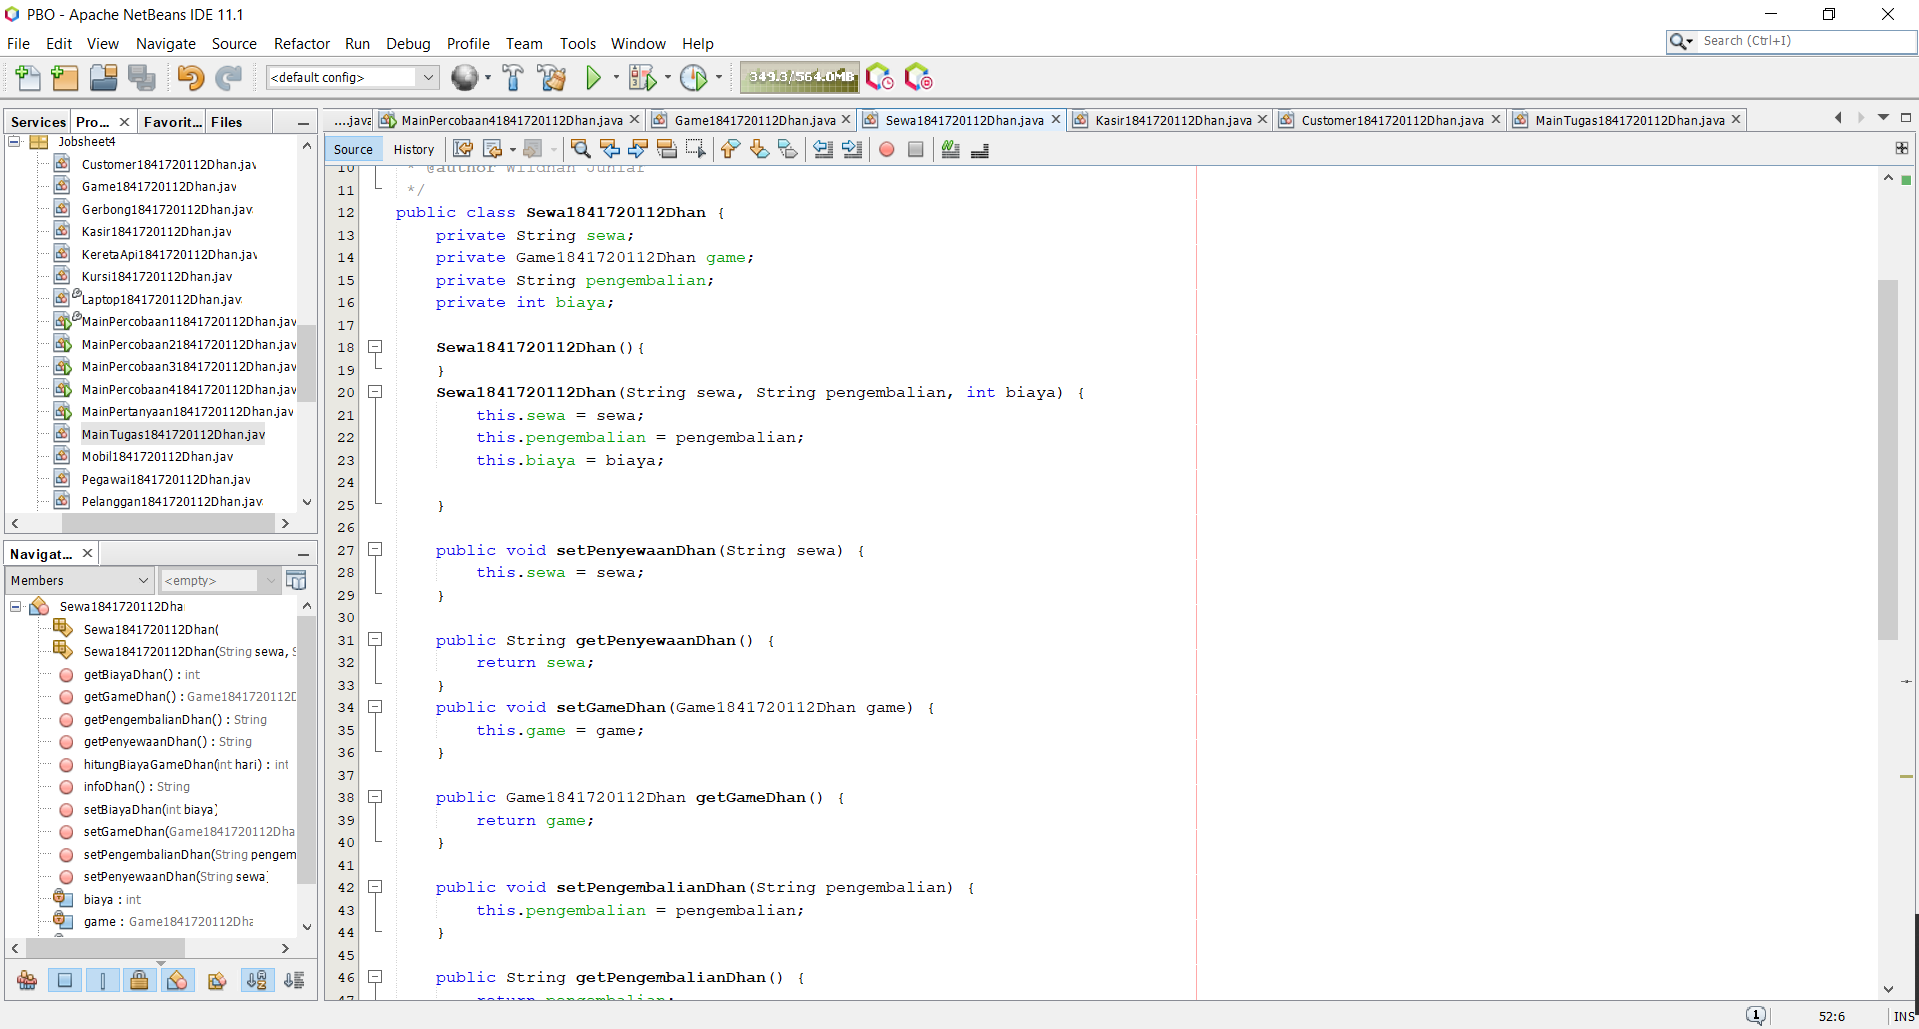 PBO - Apache NetBeans IDE 11.1
File Edit View Navigate Source Refactor Run Debug Profile Team Tools Window Help
Search (Ctrl+I)
<default config>
349.3/564.0MB
Services Pro... Favorit... Files
Jobsheet4
Customer1841720112Dhan.jav
Game1841720112Dhan.jav
Gerbong1841720112Dhan.jav
Kasir1841720112Dhan.jav
KeretaApi1841720112Dhan.jav
Kursi1841720112Dhan.jav
Laptop1841720112Dhan.jav
MainPercobaan11841720112Dhan.jav
MainPercobaan21841720112Dhan.jav
MainPercobaan31841720112Dhan.jav
MainPercobaan41841720112Dhan.jav
MainPertanyaan1841720112Dhan.jav
MainTugas1841720112Dhan.jav
Mobil1841720112Dhan.jav
Pegawai1841720112Dhan.jav
Pelanggan1841720112Dhan.jav
Navigat...
Members <empty>
Sewa1841720112Dha
Sewa1841720112Dhan(
Sewa1841720112Dhan(String sewa, S
getBiayaDhan() : int
getGameDhan() : Game1841720112D
getPengembalianDhan() : String
getPenyewaanDhan() : String
hitungBiayaGameDhan(int hari) : int
infoDhan() : String
setBiayaDhan(int biaya)
setGameDhan(Game1841720112Dha
setPengembalianDhan(String pengem
setPenyewaanDhan(String sewa)
biaya : int
game : Game1841720112Dha
....java MainPercobaan41841720112Dhan.java Game1841720112Dhan.java Sewa1841720112Dhan.java Kasir1841720112Dhan.java Customer1841720112Dhan.java MainTugas1841720112Dhan.java
Source History
10 * @author Wildhan Juniar
11 */
12 public class Sewa1841720112Dhan {
13 private String sewa;
14 private Game1841720112Dhan game;
15 private String pengembalian;
16 private int biaya;
17
18 Sewa1841720112Dhan(){
19 }
20 Sewa1841720112Dhan(String sewa, String pengembalian, int biaya) {
21 this.sewa = sewa;
22 this.pengembalian = pengembalian;
23 this.biaya = biaya;
24
25 }
26
27 public void setPenyewaanDhan(String sewa) {
28 this.sewa = sewa;
29 }
30
31 public String getPenyewaanDhan() {
32 return sewa;
33 }
34 public void setGameDhan(Game1841720112Dhan game) {
35 this.game = game;
36 }
37
38 public Game1841720112Dhan getGameDhan() {
39 return game;
40 }
41
42 public void setPengembalianDhan(String pengembalian) {
43 this.pengembalian = pengembalian;
44 }
45
46 public String getPengembalianDhan() {
47 return pengembalian;
1 52:6 INS